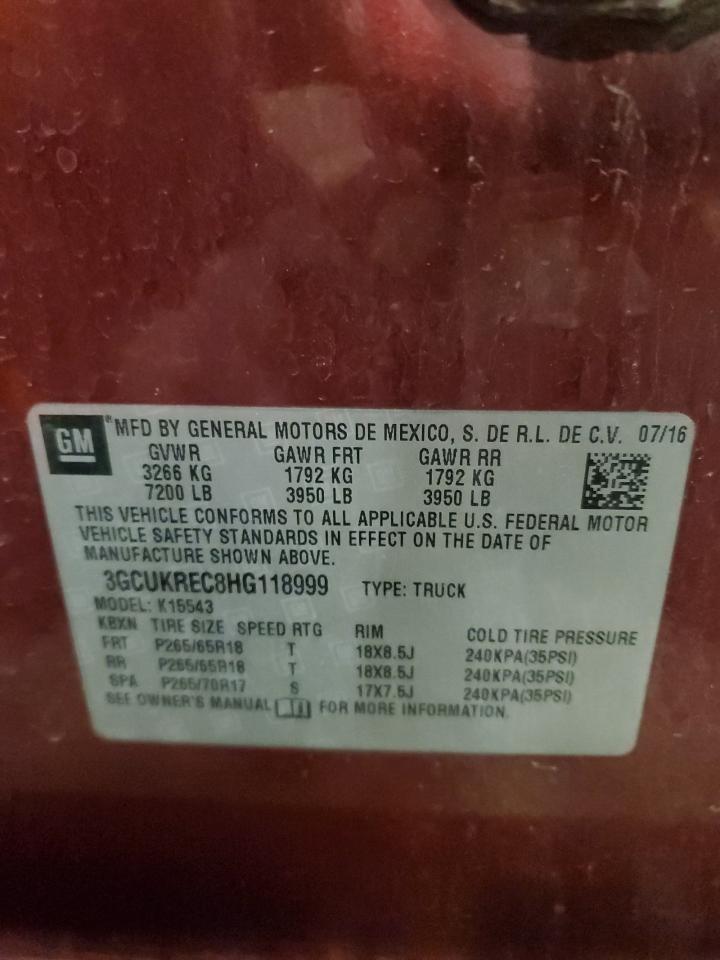 GM ® MFD BY GENERAL MOTORS DE MEXICO, S. DE R.L. DE C.V. 07/16
GVWR GAWR FRT GAWR RR
3266 KG 1792 KG 1792 KG
7200 LB 3950 LB 3950 LB
THIS VEHICLE CONFORMS TO ALL APPLICABLE U.S. FEDERAL MOTOR
VEHICLE SAFETY STANDARDS IN EFFECT ON THE DATE OF
MANUFACTURE SHOWN ABOVE.
3GCUKREC8HG118999 TYPE: TRUCK
MODEL: K15543
KBXN TIRE SIZE SPEED RTG RIM COLD TIRE PRESSURE
FRT P265/65R18 T 18X8.5J 240KPA(35PSI)
RR P265/65R18 T 18X8.5J 240KPA(35PSI)
SPA P265/70R17 S 17X7.5J 240KPA(35PSI)
SEE OWNER'S MANUAL FOR MORE INFORMATION.